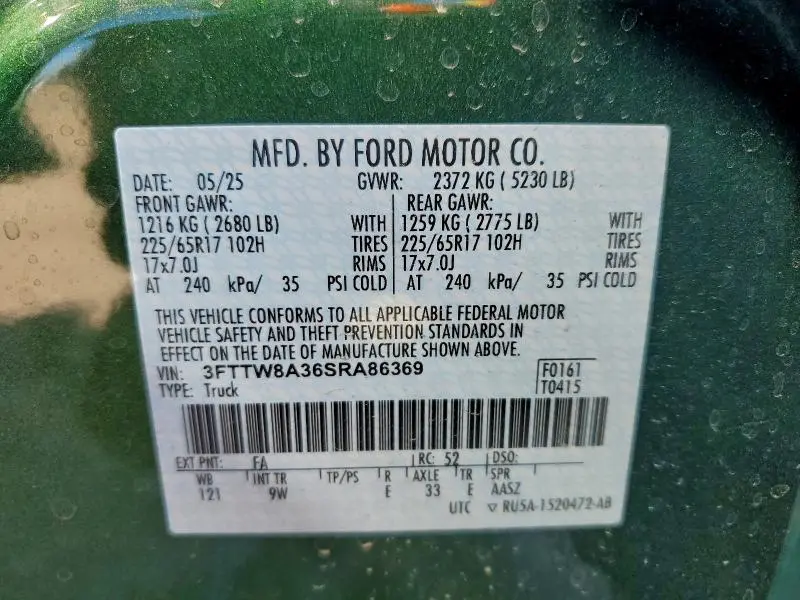 MFD. BY FORD MOTOR CO.
DATE: 05/25 GVWR: 2372 KG ( 5230 LB)
FRONT GAWR: REAR GAWR:
1216 KG ( 2680 LB) WITH 1259 KG ( 2775 LB) WITH
225/65R17 102H TIRES 225/65R17 102H TIRES
17x7.0J RIMS 17x7.0J RIMS
AT 240 kPa/ 35 PSI COLD AT 240 kPa/ 35 PSI COLD
THIS VEHICLE CONFORMS TO ALL APPLICABLE FEDERAL MOTOR
VEHICLE SAFETY AND THEFT PREVENTION STANDARDS IN
EFFECT ON THE DATE OF MANUFACTURE SHOWN ABOVE.
VIN: 3FTTW8A36SRA86369 F0161
TYPE: Truck T0415
EXT PNT: FA RC: 52 DSO:
WB INT TR TP/PS R AXLE TR SPR
121 9W E 33 E AASZ
UTC ▽ RU5A-1520472-AB